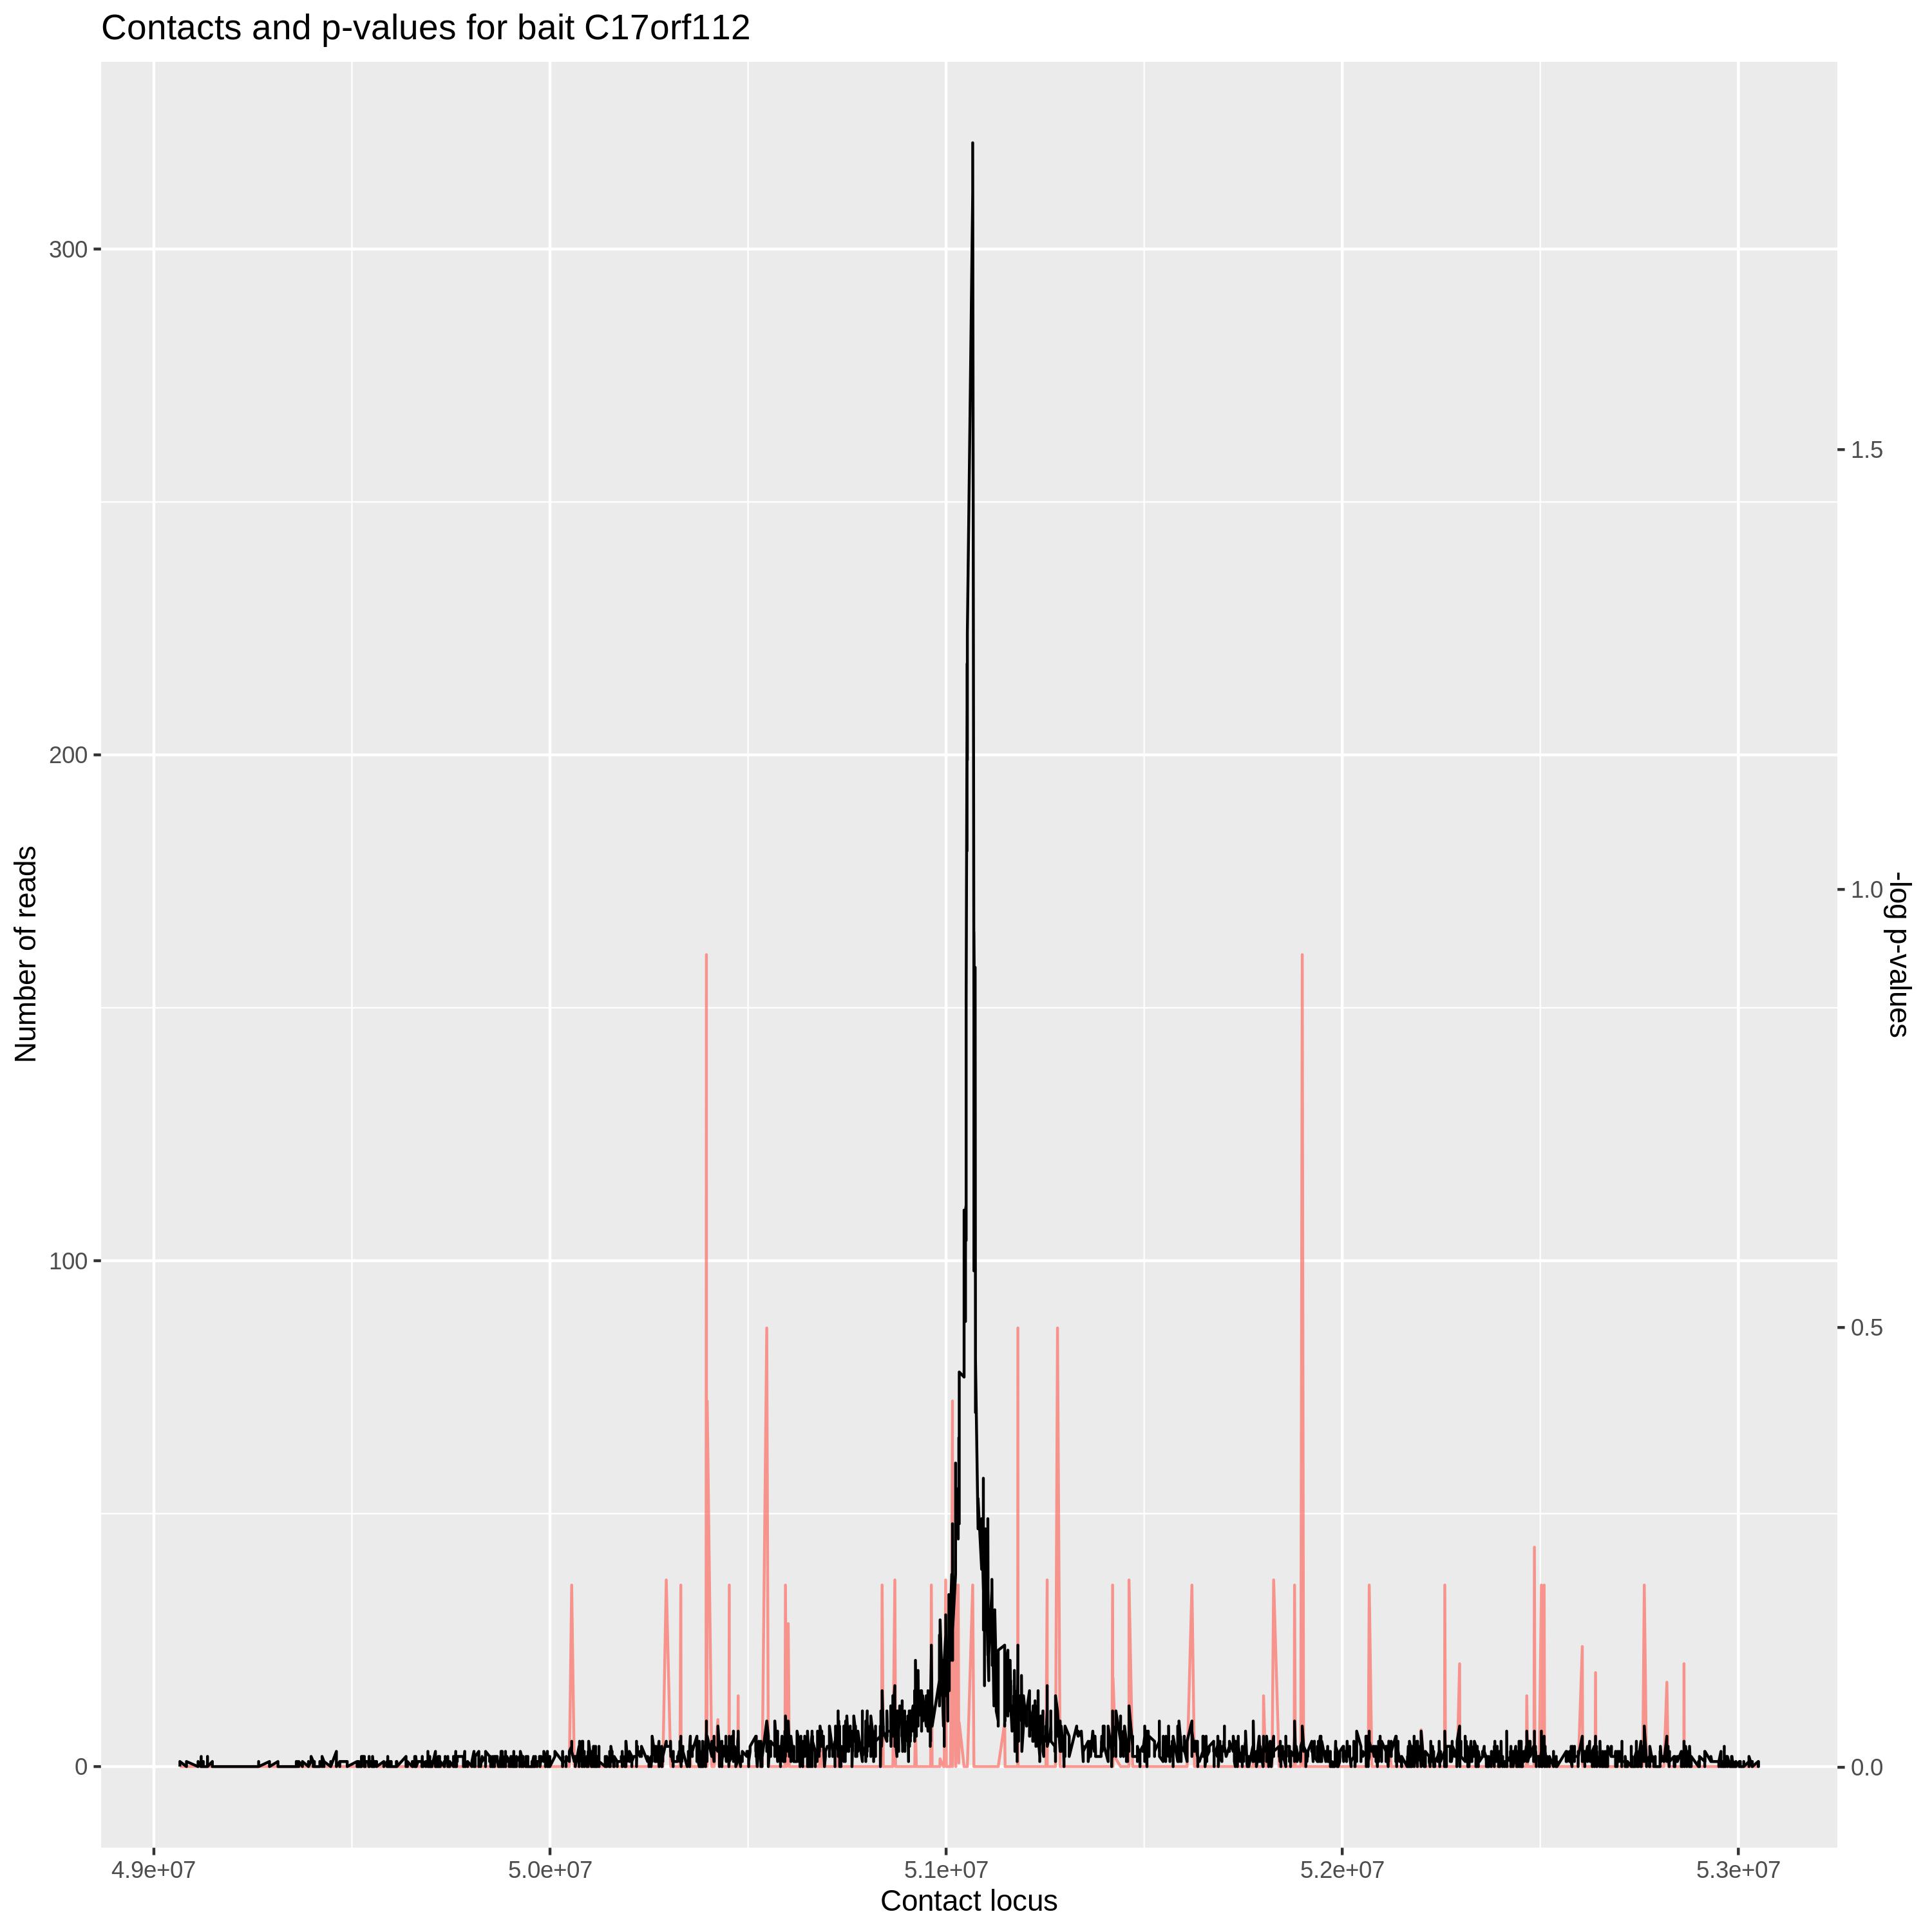 Contacts and p-values for bait C17orf112
300
200
100
0
Number of reads
1.5
1.0
0.5
0.0
-log p-values
4.9e+07 5.0e+07 5.1e+07 5.2e+07 5.3e+07
Contact locus